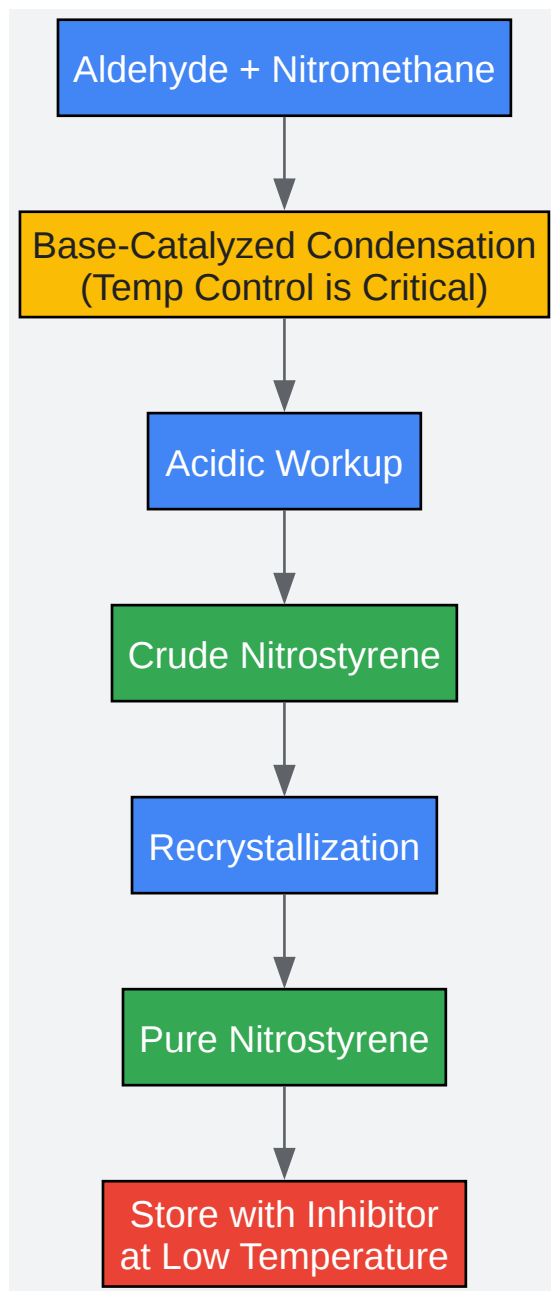 Aldehyde + Nitromethane
Base-Catalyzed Condensation
(Temp Control is Critical)
Acidic Workup
Crude Nitrostyrene
Recrystallization
Pure Nitrostyrene
Store with Inhibitor
at Low Temperature